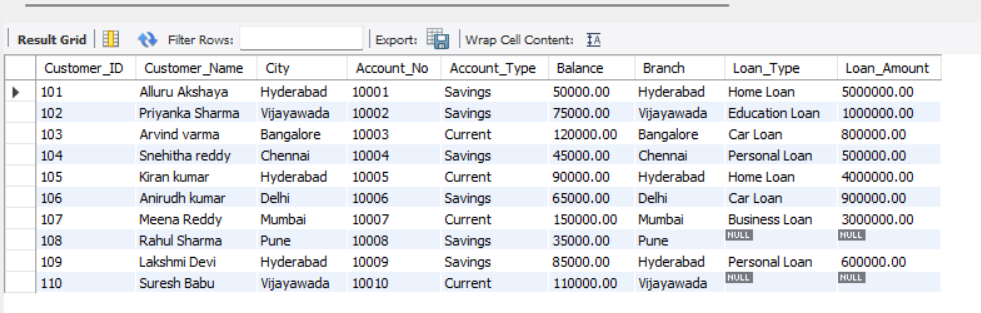 Result Grid Filter Rows: Export: Wrap Cell Content:
Customer_ID Customer_Name City Account_No Account_Type Balance Branch Loan_Type Loan_Amount
101 Alluru Akshaya Hyderabad 10001 Savings 50000.00 Hyderabad Home Loan 5000000.00
102 Priyanka Sharma Vijayawada 10002 Savings 75000.00 Vijayawada Education Loan 1000000.00
103 Arvind varma Bangalore 10003 Current 120000.00 Bangalore Car Loan 800000.00
104 Snehitha reddy Chennai 10004 Savings 45000.00 Chennai Personal Loan 500000.00
105 Kiran kumar Hyderabad 10005 Current 90000.00 Hyderabad Home Loan 4000000.00
106 Anirudh kumar Delhi 10006 Savings 65000.00 Delhi Car Loan 900000.00
107 Meena Reddy Mumbai 10007 Current 150000.00 Mumbai Business Loan 3000000.00
108 Rahul Sharma Pune 10008 Savings 35000.00 Pune NULL NULL
109 Lakshmi Devi Hyderabad 10009 Savings 85000.00 Hyderabad Personal Loan 600000.00
110 Suresh Babu Vijayawada 10010 Current 110000.00 Vijayawada NULL NULL